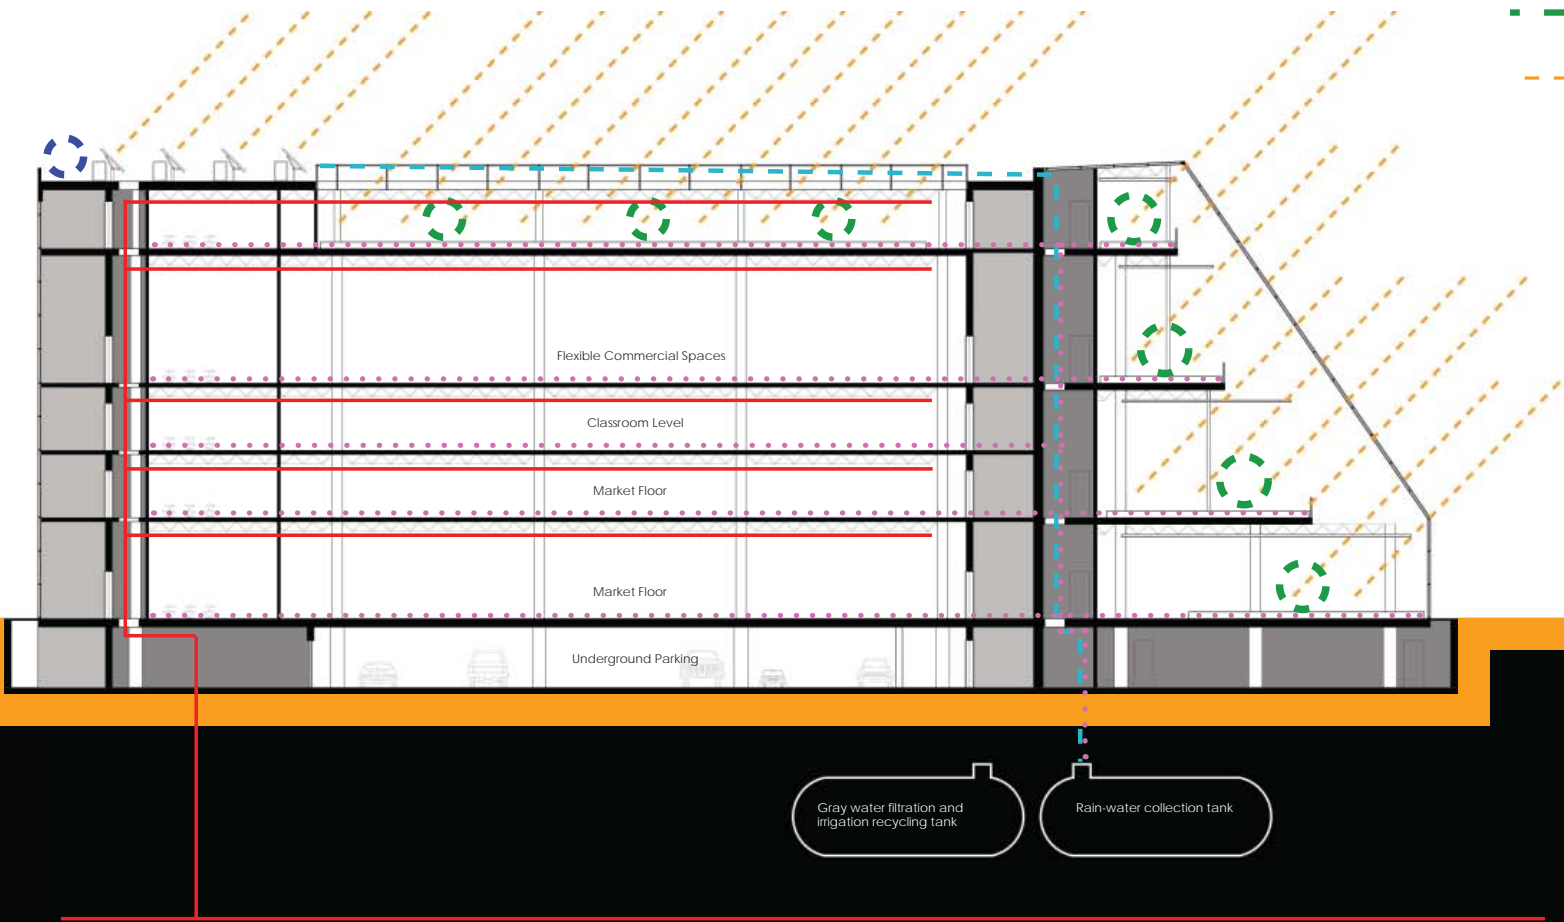 Flexible Commercial Spaces
Classroom Level
Market Floor
Market Floor
Underground Parking
Gray water filtration and
irrigation recycling tank
Rain-water collection tank